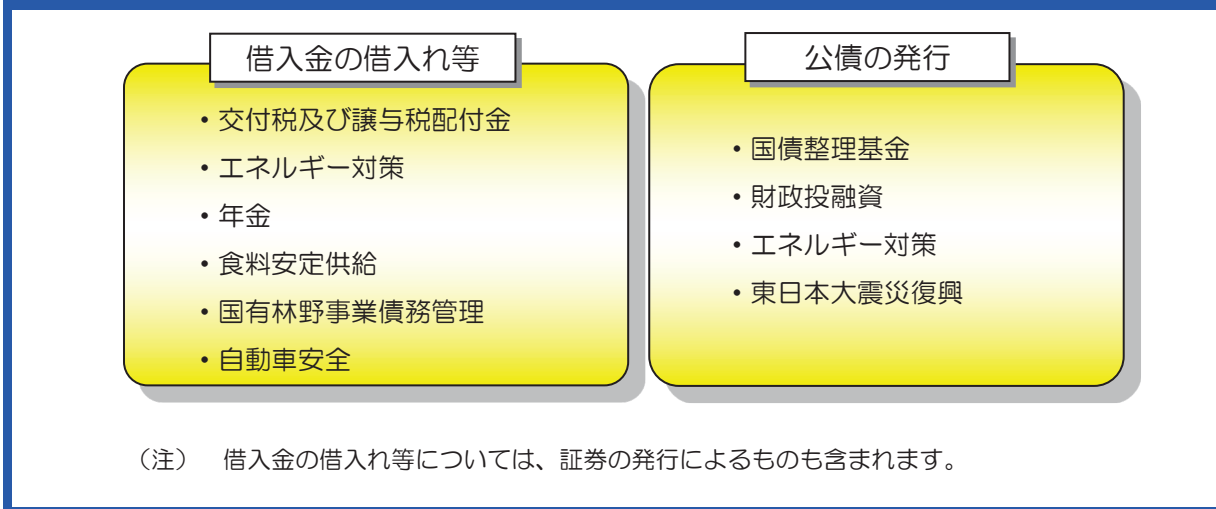 借入金の借入れ等
・交付税及び譲与税配付金
・エネルギー対策
・年金
・食料安定供給
・国有林野事業債務管理
・自動車安全
公債の発行
・国債整理基金
・財政投融資
・エネルギー対策
・東日本大震災復興
（注）　借入金の借入れ等については、証券の発行によるものも含まれます。